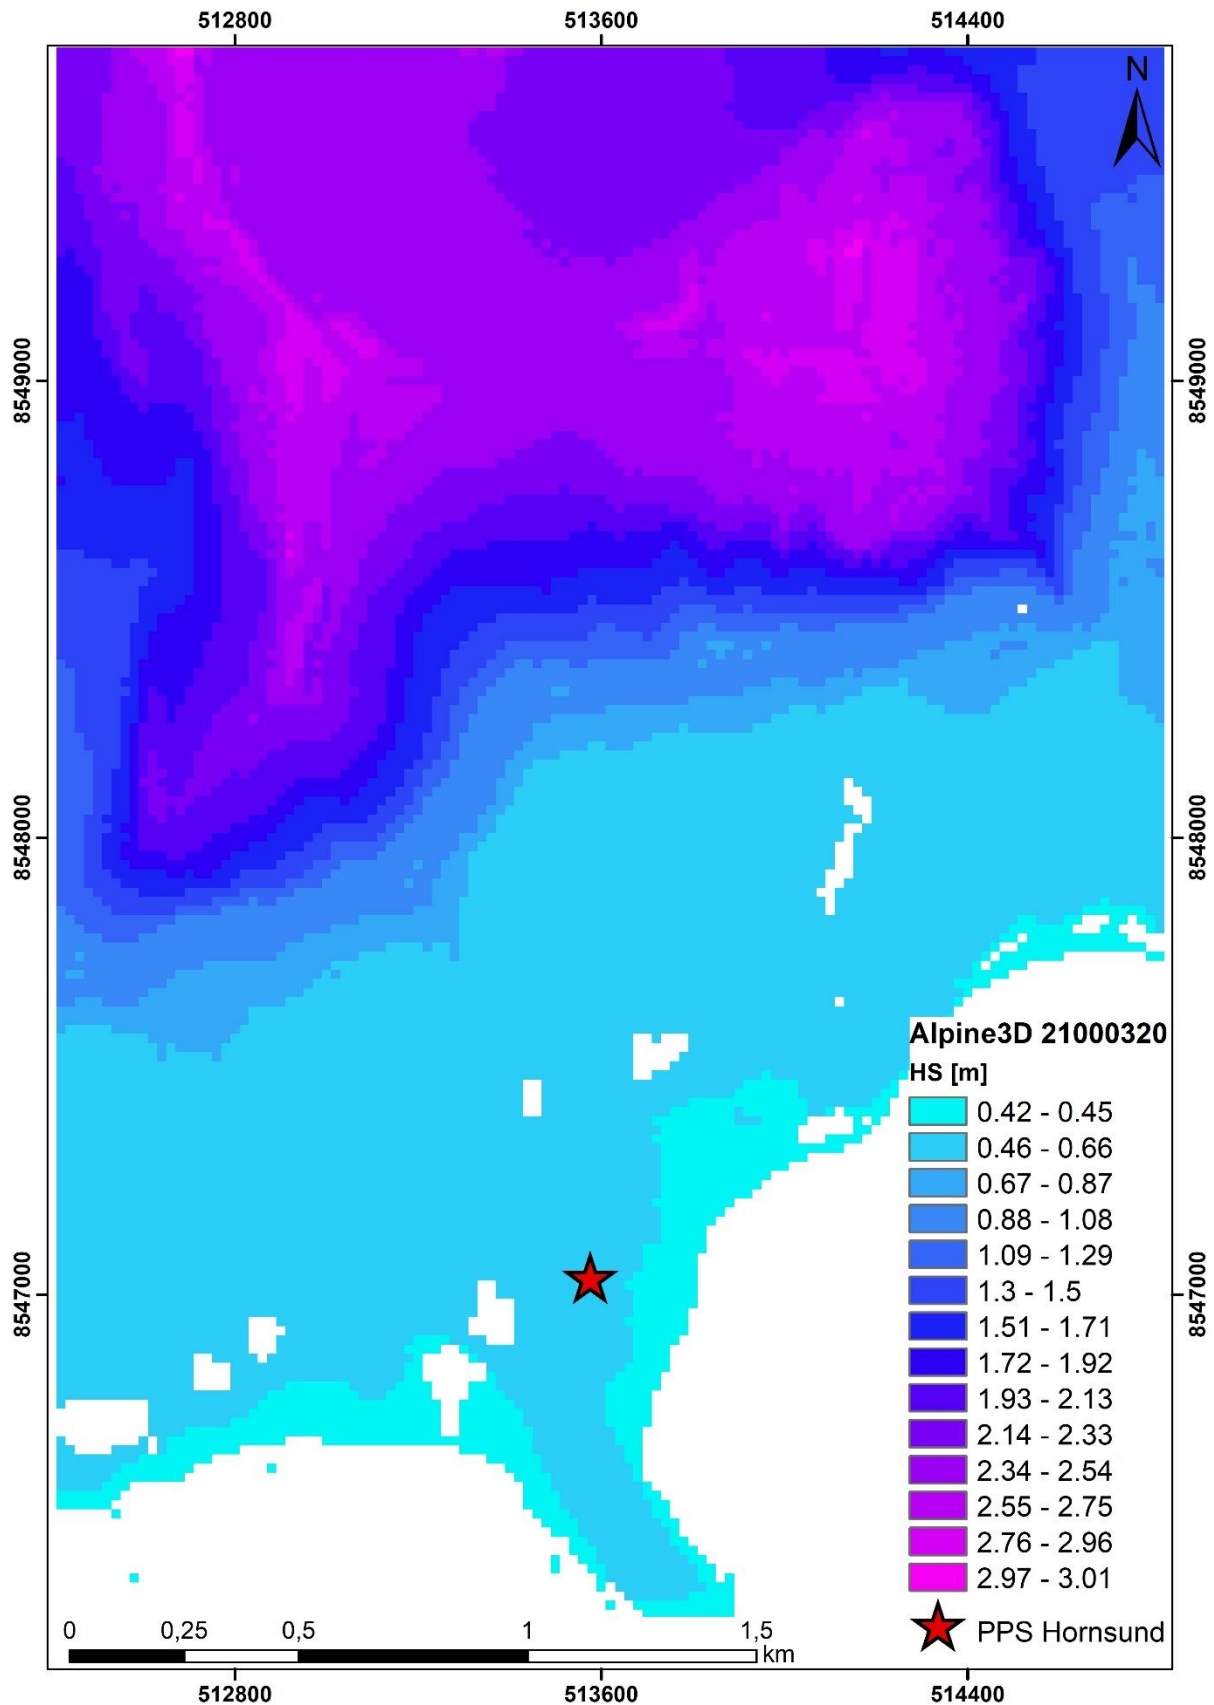 512800
513600
514400
N
8549000
8549000
8548000
8548000
Alpine3D 21000320
HS [m]
0.42 - 0.45
0.46 - 0.66
0.67 - 0.87
0.88 - 1.08
1.09 - 1.29
1.3 - 1.5
1.51 - 1.71
1.72 - 1.92
1.93 - 2.13
2.14 - 2.33
2.34 - 2.54
2.55 - 2.75
2.76 - 2.96
2.97 - 3.01
PPS Hornsund
8547000
8547000
0 0,25 0,5 1 1,5
km
512800
513600
514400